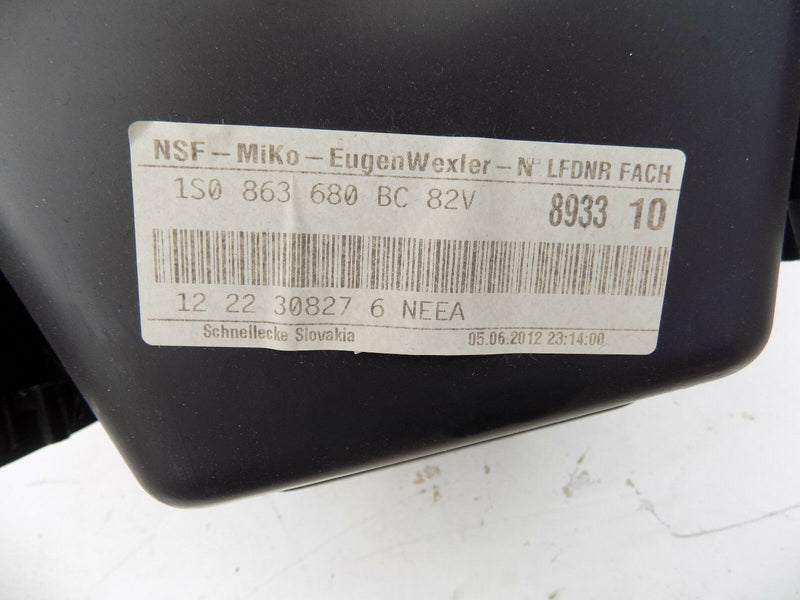 NSF-MiKo-EugenWexler-Nº LFDNR FACH
1S0 863 680 BC 82V 8933 10
12 22 30827 6 NEEA
Schnellecke Slovakia 05.06.2012 23:14:00